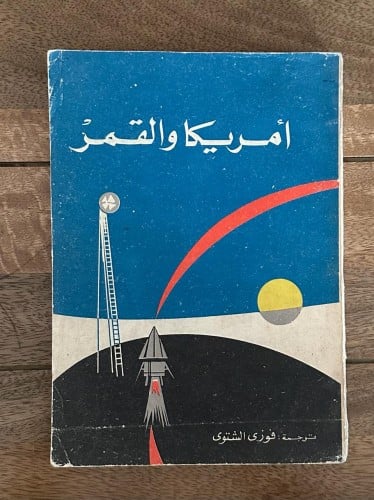 أمريكا والقمر
ترجمة: فوزى الشتوى